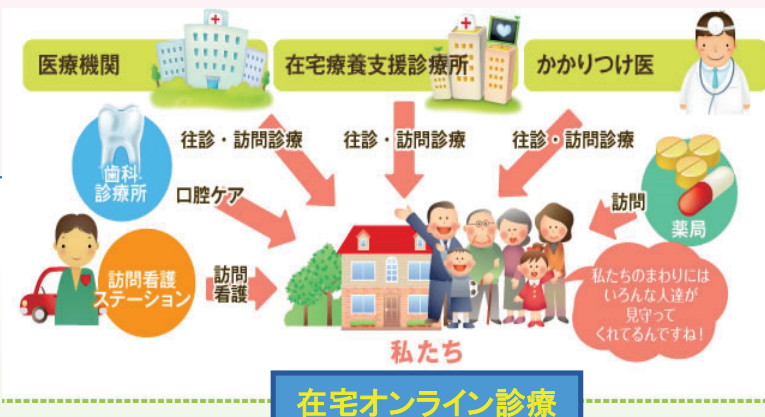 医療機関
在宅療養支援診療所
かかりつけ医
往診・訪問診療
往診・訪問診療
往診・訪問診療
歯科
診療所
口腔ケア
訪問
薬局
訪問看護
ステーション
訪問
看護
私たちのまわりには
いろんな人達が
見守って
くれてるんですね!
私たち
在宅オンライン診療